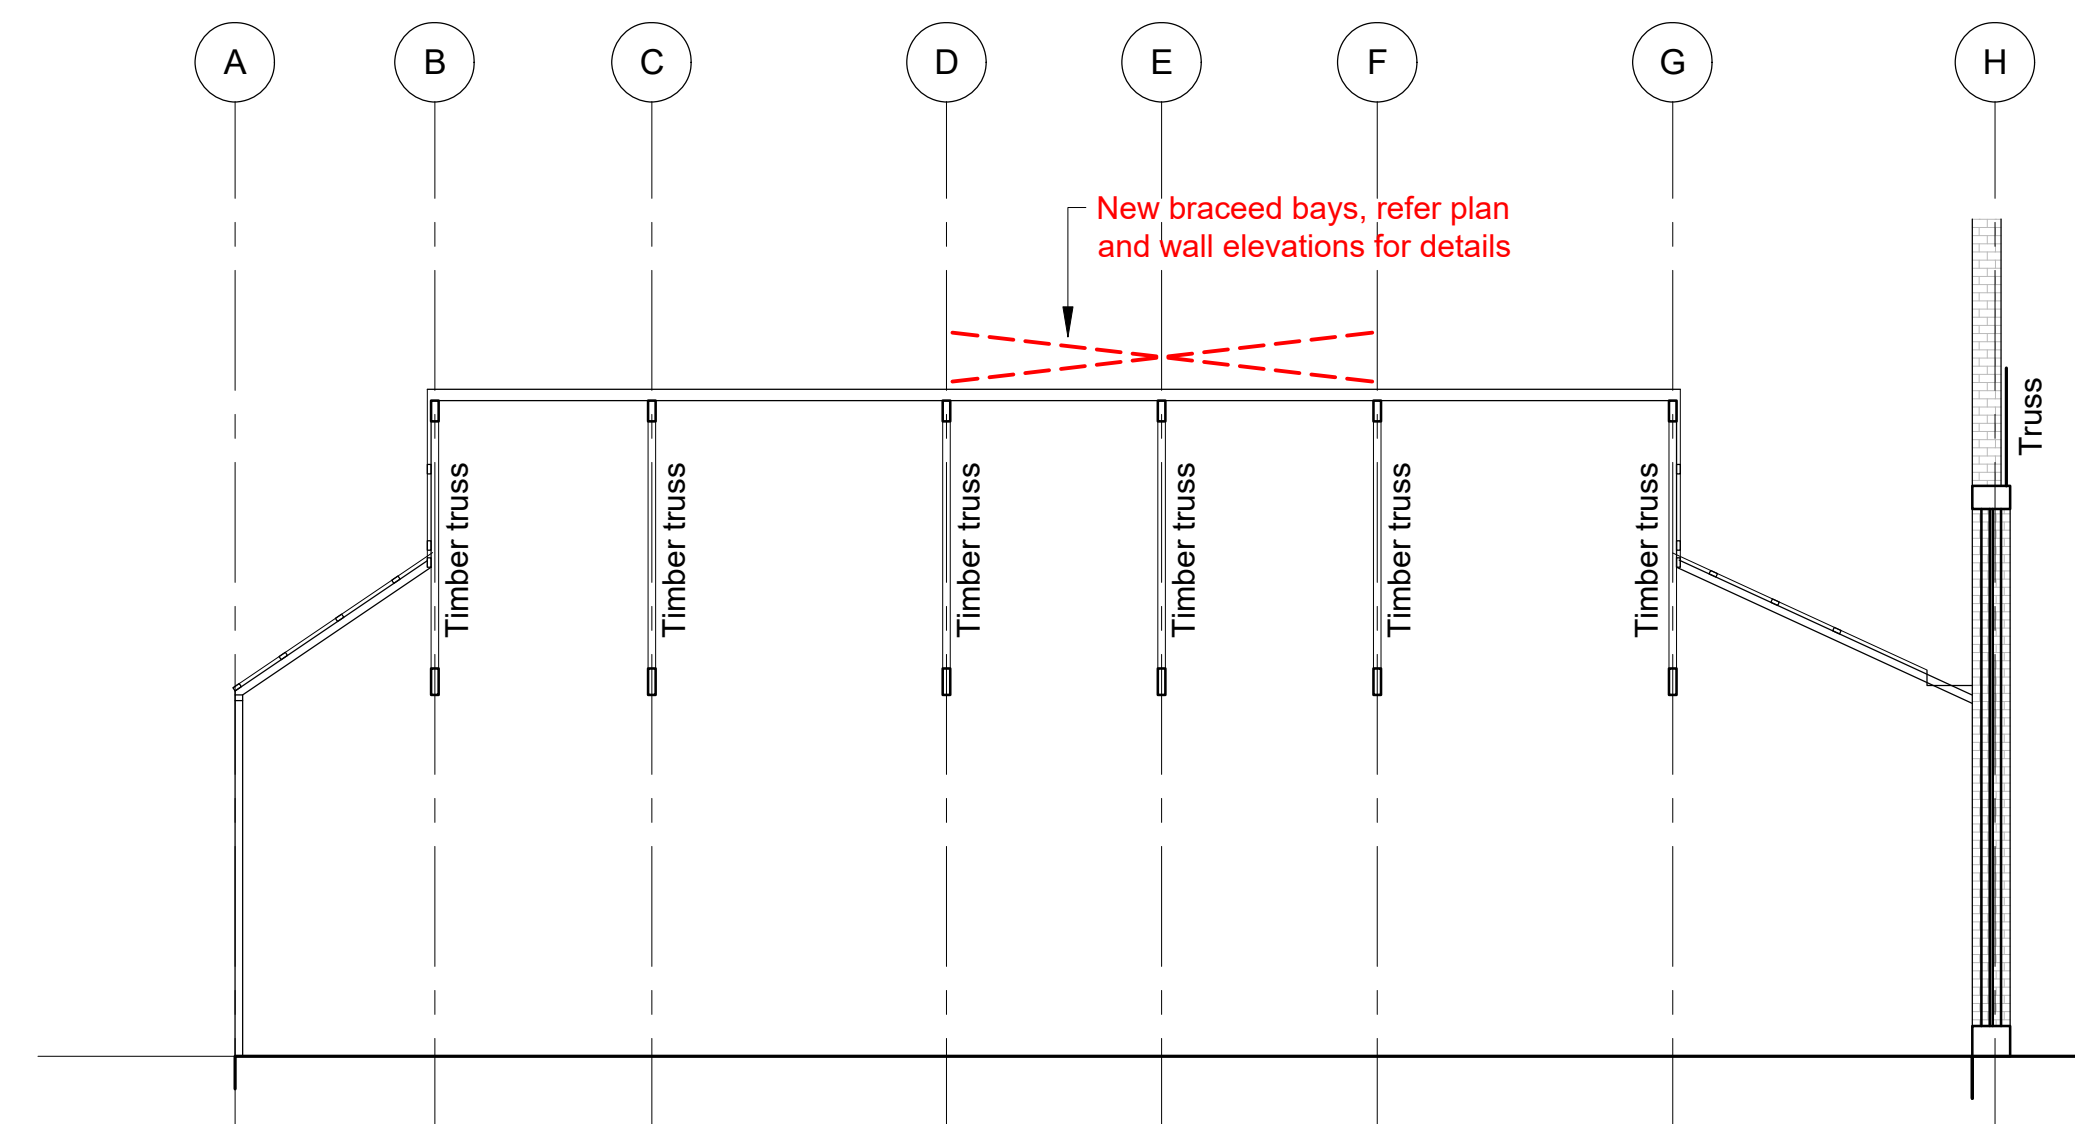 A
B
C
D
E
F
G
H
New braceed bays, refer plan
and wall elevations for details
Truss
Timber truss
Timber truss
Timber truss
Timber truss
Timber truss
Timber truss